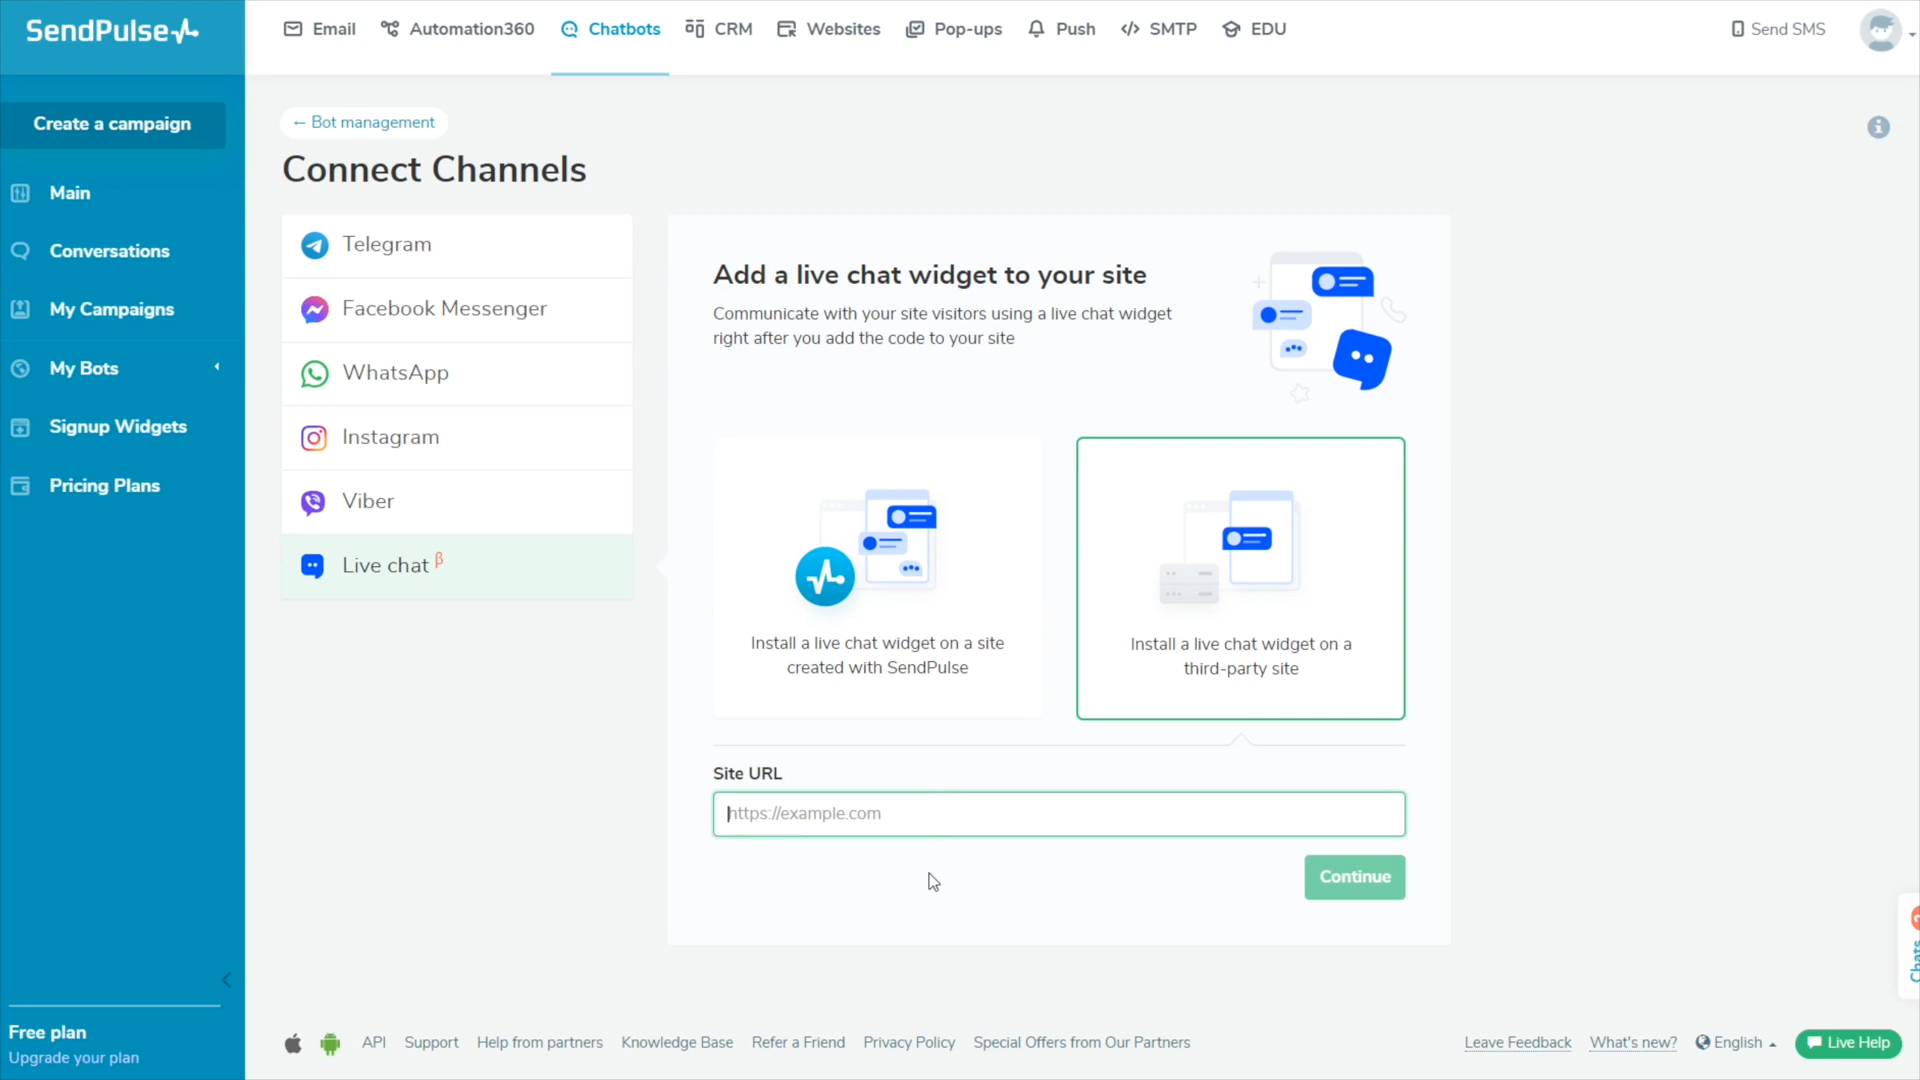 SendPulse
Email
Automation360
Chatbots
CRM
Websites
Pop-ups
Push
SMTP
EDU
Send SMS
Create a campaign
Main
Conversations
My Campaigns
My Bots
Signup Widgets
Pricing Plans
← Bot management
Connect Channels
Telegram
Facebook Messenger
WhatsApp
Instagram
Viber
Live chat β
Add a live chat widget to your site
Communicate with your site visitors using a live chat widget
right after you add the code to your site
Install a live chat widget on a site
created with SendPulse
Install a live chat widget on a
third-party site
Site URL
https://example.com
Continue
Chats
Free plan
Upgrade your plan
API
Support
Help from partners
Knowledge Base
Refer a Friend
Privacy Policy
Special Offers from Our Partners
Leave Feedback
What's new?
English
Live Help